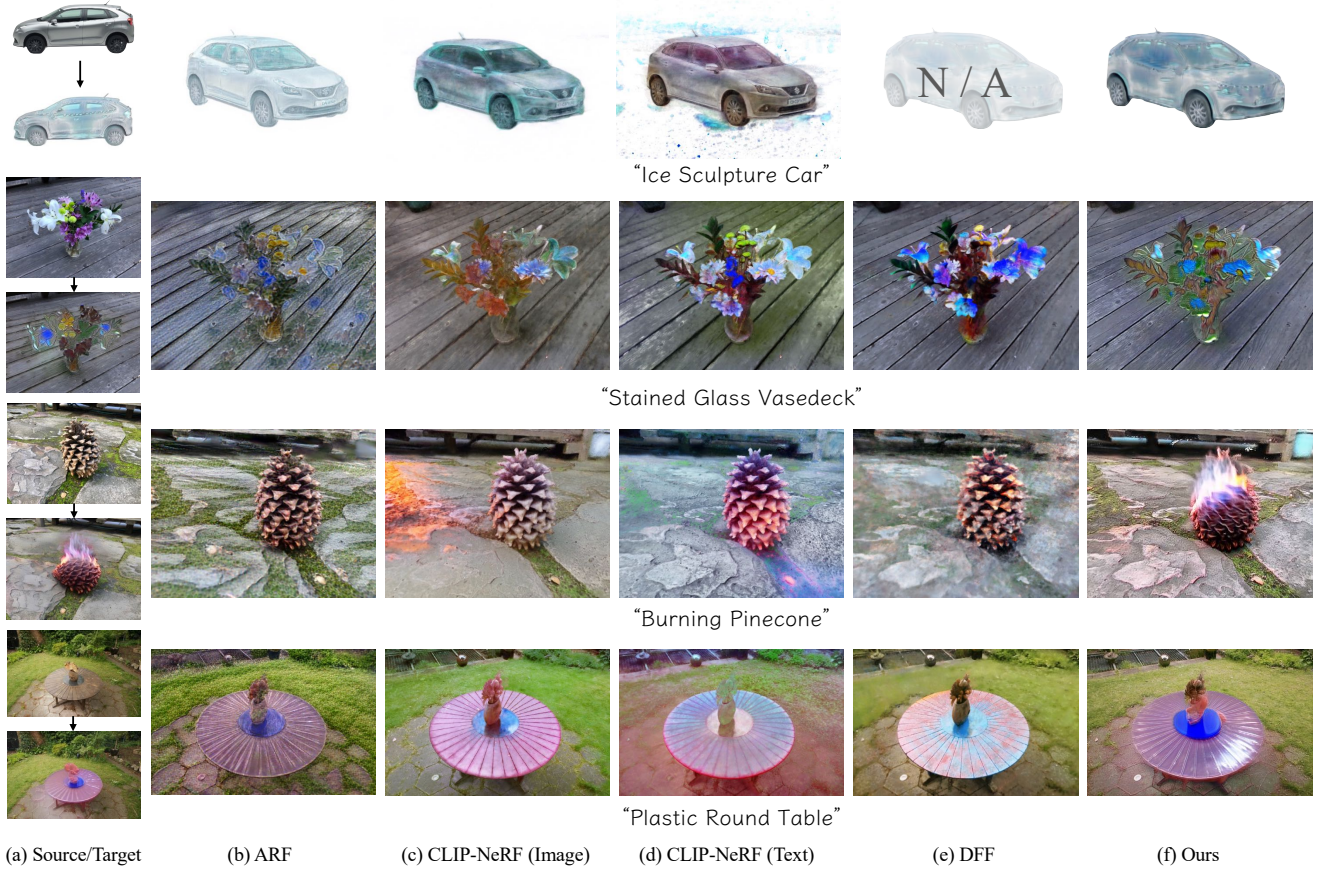 N / A
“Ice Sculpture Car”
“Stained Glass Vasedeck”
“Burning Pinecone”
“Plastic Round Table”
(a) Source/Target (b) ARF (c) CLIP-NeRF (Image) (d) CLIP-NeRF (Text) (e) DFF (f) Ours